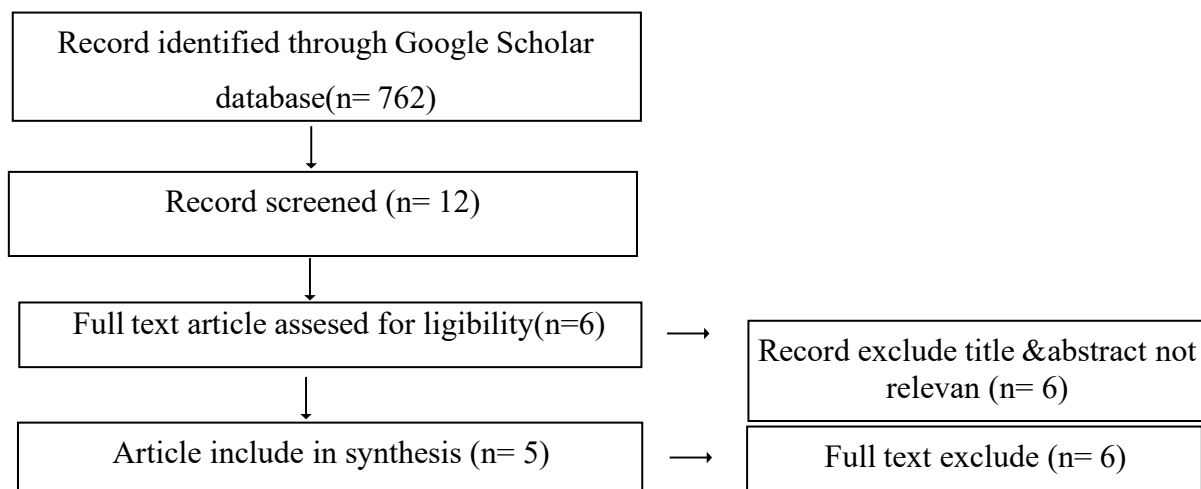 Record identified through Google Scholar
database(n= 762)
Record screened (n= 12)
Full text article assesed for ligibility(n=6)
Record exclude title &abstract not
relevan (n= 6)
Article include in synthesis (n= 5)
Full text exclude (n= 6)